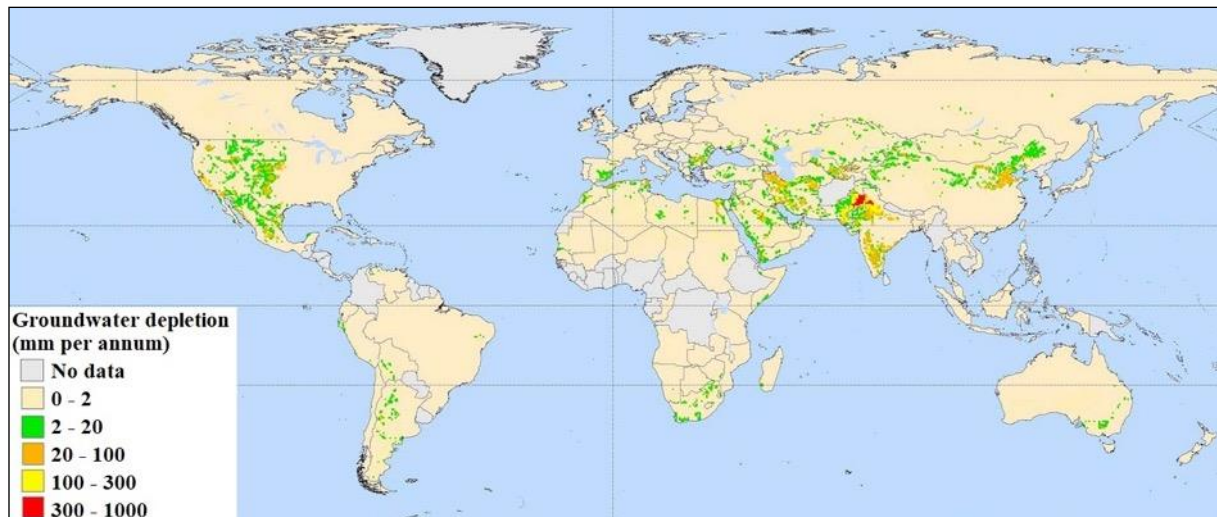 Groundwater depletion
(mm per annum)
No data
0 - 2
2 - 20
20 - 100
100 - 300
300 - 1000